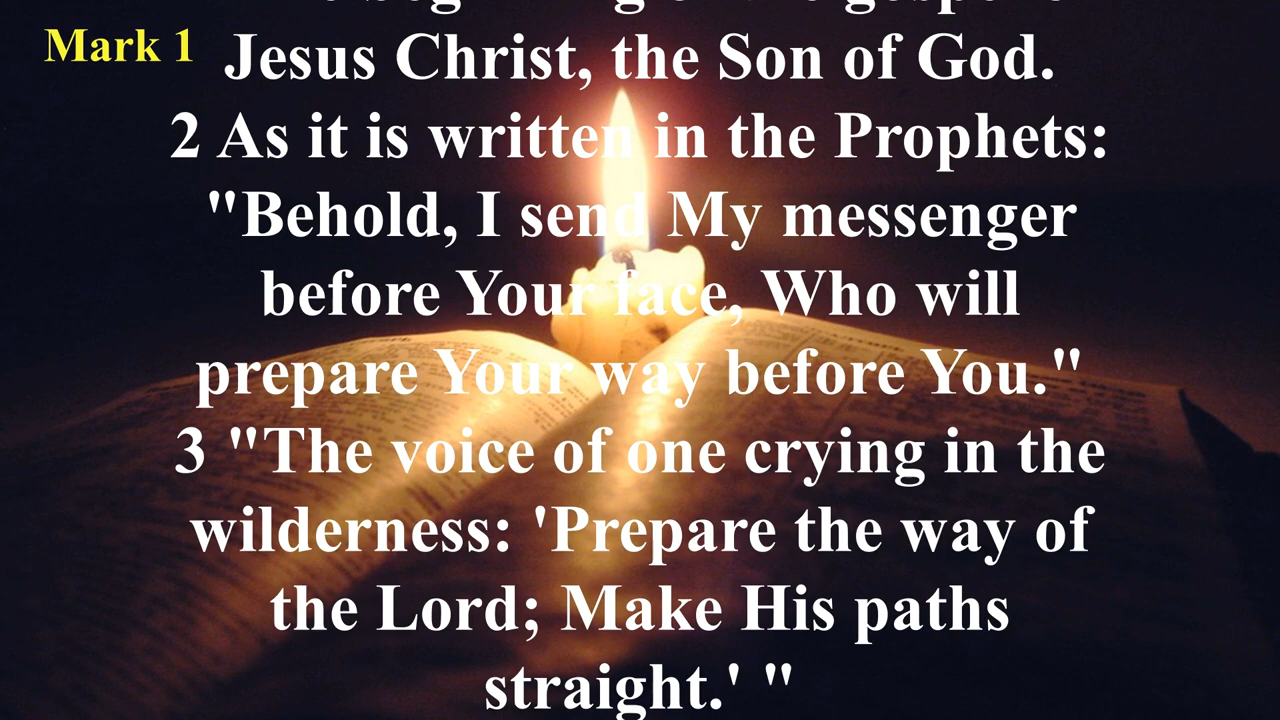 Mark 1
Jesus Christ, the Son of God.
2 As it is written in the Prophets:
"Behold, I send My messenger
before Your face, Who will
prepare Your way before You."
3 "The voice of one crying in the
wilderness: 'Prepare the way of
the Lord; Make His paths
straight.' "